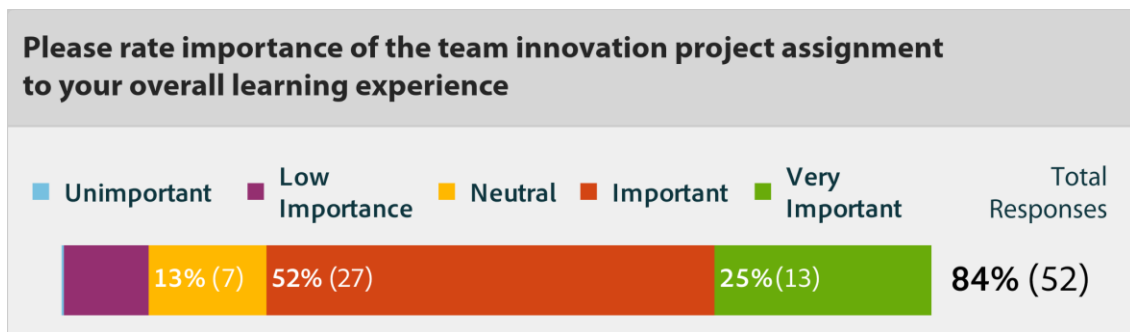 Please rate importance of the team innovation project assignment
to your overall learning experience
Unimportant
Low
Importance
Neutral
Important
Very
Important
Total
Responses
13% (7)
52% (27)
25%(13)
84% (52)